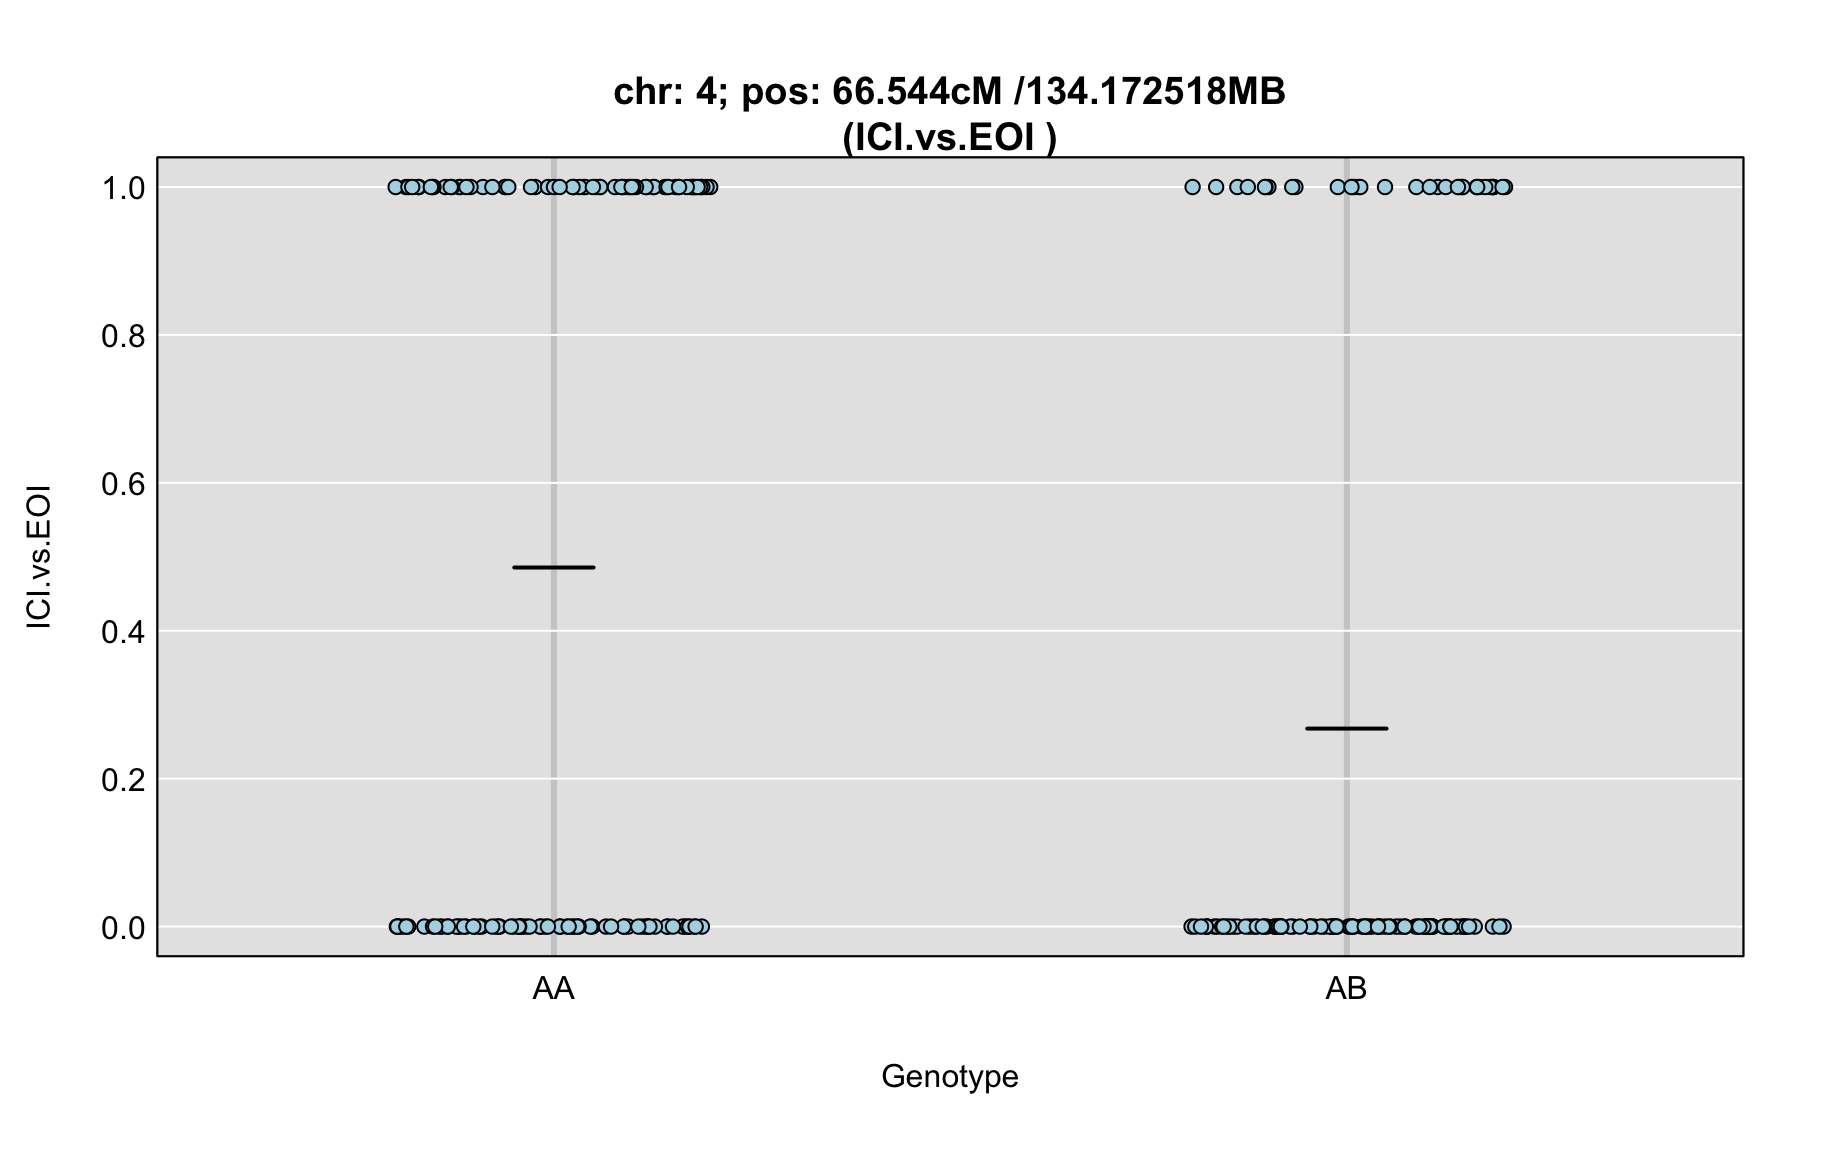 chr: 4; pos: 66.544cM /134.172518MB
(ICI.vs.EOI )
ICI.vs.EOI
1.0
0.8
0.6
0.4
0.2
0.0
AA
AB
Genotype